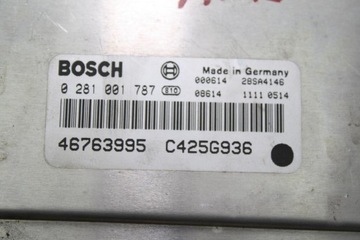 BOSCH
Made in Germany
000614 28SA4146
0 281 001 787
08614 1111 0514
46763995 C425G936